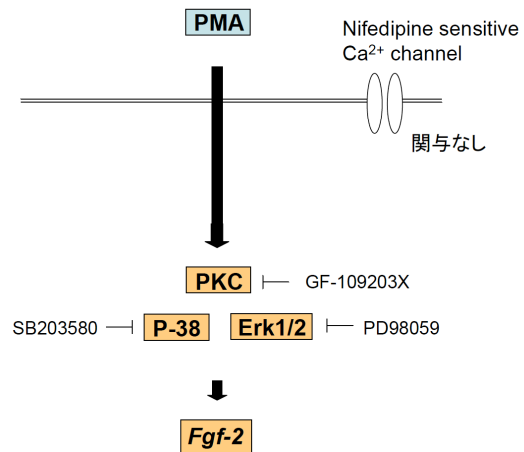 PMA
Nifedipine sensitive
Ca²⁺ channel
関与なし
PKC
GF-109203X
SB203580
P-38
Erk1/2
PD98059
Fgf-2